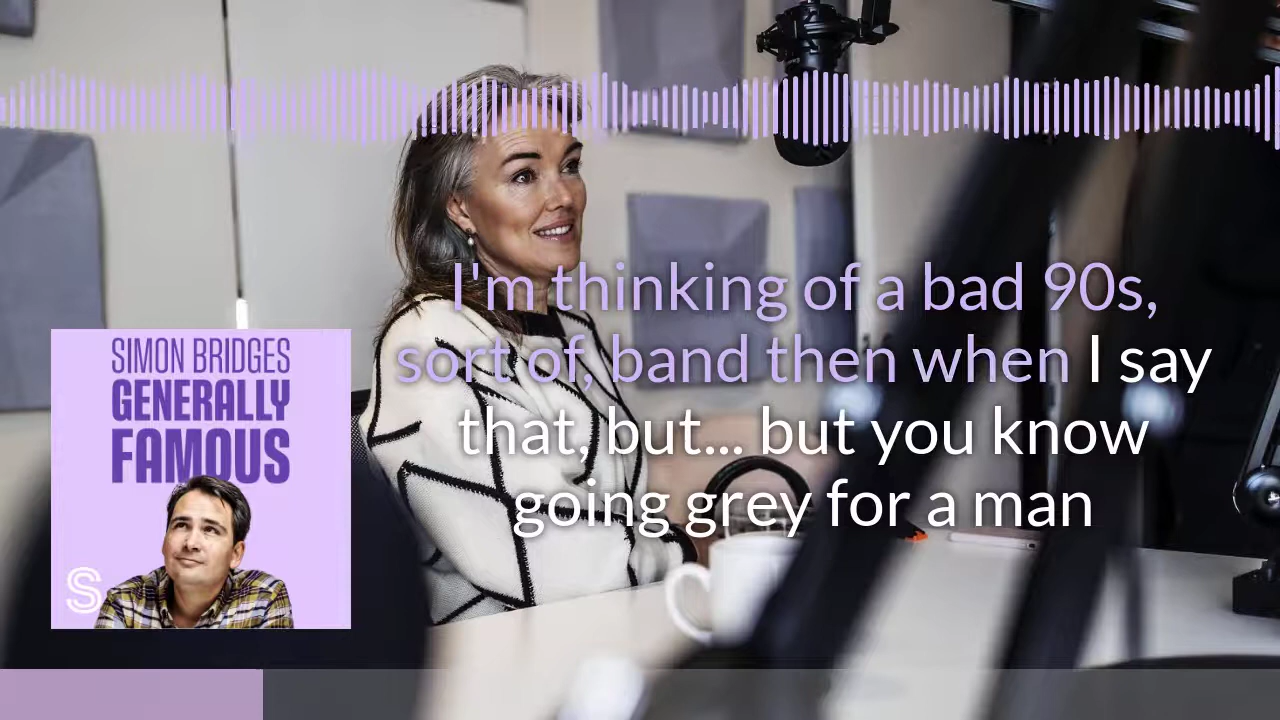 I'm thinking of a bad 90s,
sort of, band then when I say
that, but... but you know
going grey for a man
SIMON BRIDGES
GENERALLY
FAMOUS
S